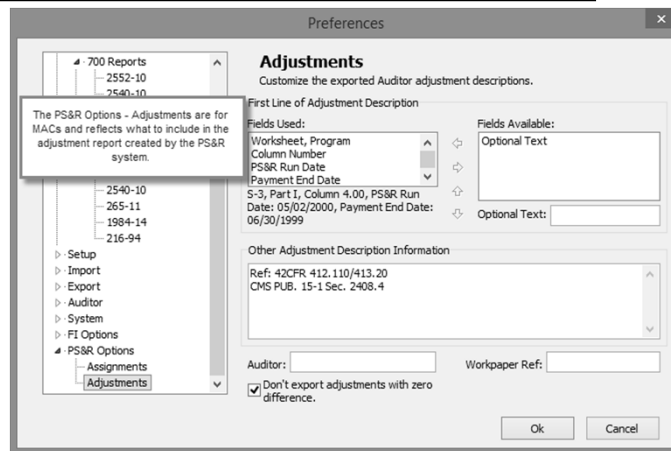 Preferences
x
700 Reports
2552-10
2540-10
The PS&R Options - Adjustments are for
MACs and reflects what to include in the
adjustment report created by the PS&R
system.
2540-10
265-11
1984-14
216-94
Setup
Import
Export
Auditor
System
FI Options
PS&R Options
Assignments
Adjustments
Adjustments
Customize the exported Auditor adjustment descriptions.
First Line of Adjustment Description
Fields Used:
Worksheet, Program
Column Number
PS&R Run Date
Payment End Date
S-3, Part I, Column 4.00, PS&R Run
Date: 05/02/2000, Payment End Date:
06/30/1999
Fields Available:
Optional Text
Optional Text:
Other Adjustment Description Information
Ref: 42CFR 412.110/413.20
CMS PUB. 15-1 Sec. 2408.4
Auditor:
Workpaper Ref:
Don't export adjustments with zero
difference.
Ok
Cancel